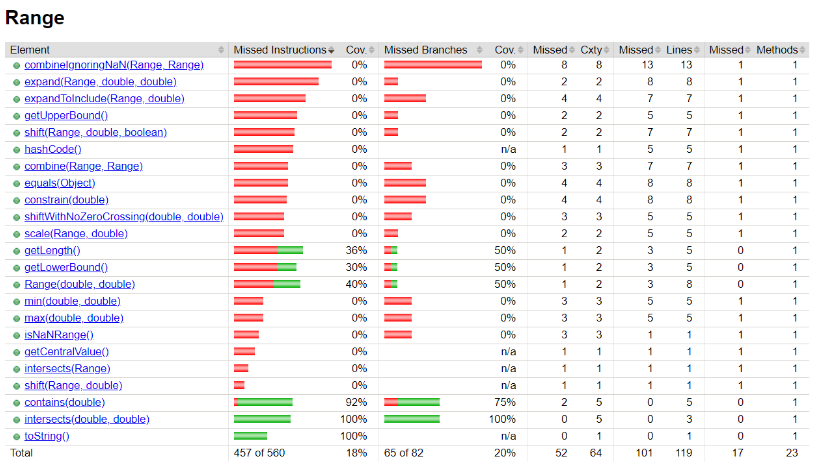 Range
Element Missed Instructions Cov. Missed Branches Cov. Missed Cxty Missed Lines Missed Methods
combineIgnoringNaN(Range, Range) 0% 0% 8 8 13 13 1 1
expand(Range, double, double) 0% 0% 2 2 8 8 1 1
expandToInclude(Range, double) 0% 0% 4 4 7 7 1 1
getUpperBound() 0% 0% 2 2 5 5 1 1
shift(Range, double, boolean) 0% 0% 2 2 7 7 1 1
hashCode() 0% n/a 1 1 5 5 1 1
combine(Range, Range) 0% 0% 3 3 7 7 1 1
equals(Object) 0% 0% 4 4 8 8 1 1
constrain(double) 0% 0% 4 4 8 8 1 1
shiftWithNoZeroCrossing(double, double) 0% 0% 3 3 5 5 1 1
scale(Range, double) 0% 0% 2 2 5 5 1 1
getLength() 36% 50% 1 2 3 5 0 1
getLowerBound() 30% 50% 1 2 3 5 0 1
Range(double, double) 40% 50% 1 2 3 8 0 1
min(double, double) 0% 0% 3 3 5 5 1 1
max(double, double) 0% 0% 3 3 5 5 1 1
isNaNRange() 0% 0% 3 3 1 1 1 1
getCentralValue() 0% n/a 1 1 1 1 1 1
intersects(Range) 0% n/a 1 1 1 1 1 1
shift(Range, double) 0% n/a 1 1 1 1 1 1
contains(double) 92% 75% 2 5 0 5 0 1
intersects(double, double) 100% 100% 0 5 0 3 0 1
toString() 100% n/a 0 1 0 1 0 1
Total 457 of 560 18% 65 of 82 20% 52 64 101 119 17 23